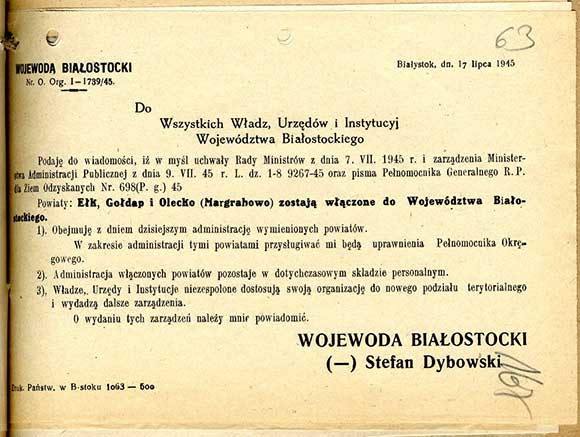 63
WOJEWODA BIAŁOSTOCKI
Nr. O. Org. I—1739/45.
Białystok, dn. 17 lipca 1945
Do
Wszystkich Władz, Urzędów i Instytucyj
Województwa Białostockiego
Podaję do wiadomości, iż w myśl uchwały Rady Ministrów z dnia 7. VII. 1945 r. i zarządzenia Minister-
stwa Administracji Publicznej z dnia 9. VII. 45 r. L. dz. 1-8 9267-45 oraz pisma Pełnomocnika Generalnego R. P.
dla Ziem Odzyskanych Nr. 698(P. g.) 45
Powiaty: Ełk, Gołdap i Olecko (Margrahowo) zostają włączone do Województwa Biało-
stockiego.
1). Obejmuję z dniem dzisiejszym administrację wymienionych powiatów.
W zakresie administracji tymi powiatami przysługiwać mi będą uprawnienia Pełnomocnika Okrę-
gowego.
2). Administracja włączonych powiatów pozostaje w dotychczasowym składzie personalnym.
3), Władze,, Urzędy i Instytucje niezespolone dostosują swoją organizację do nowego podziału terytorialnego
i wydadzą dalsze zarządzenia.
O wydaniu tych zarządzeń należy mnie powiadomić.
WOJEWODA BIAŁOSTOCKI
(—) Stefan Dybowski
Druk. Państw. w B-stoku 1063 — 600